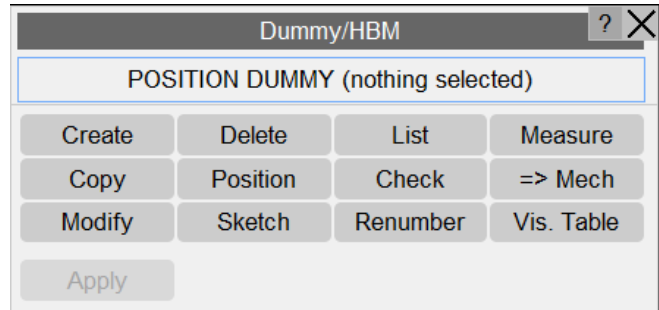 Dummy/HBM ?
POSITION DUMMY (nothing selected)
Create Delete List Measure
Copy Position Check => Mech
Modify Sketch Renumber Vis. Table
Apply